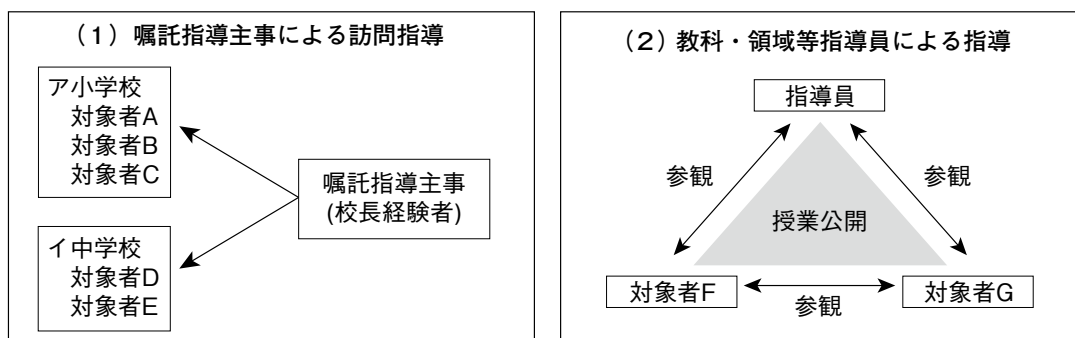 （１）嘱託指導主事による訪問指導
ア小学校
対象者A
対象者B
対象者C
嘱託指導主事
(校長経験者)
イ中学校
対象者D
対象者E
（２）教科・領域等指導員による指導
指導員
参観
参観
授業公開
対象者F
参観
対象者G